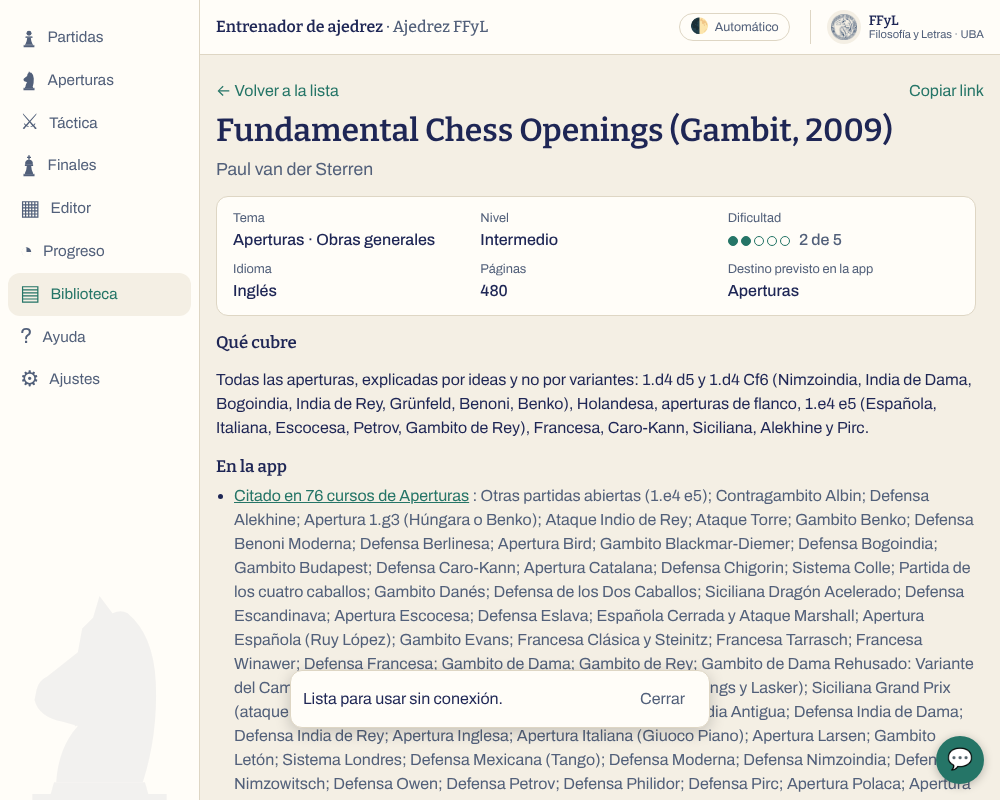 Partidas
Aperturas
Táctica
Finales
Editor
Progreso
Biblioteca
? Ayuda
Ajustes
Entrenador de ajedrez · Ajedrez FFyL
Automático
FFyL
Filosofía y Letras · UBA
← Volver a la lista
Copiar link
Fundamental Chess Openings (Gambit, 2009)
Paul van der Sterren
Tema
Aperturas · Obras generales
Nivel
Intermedio
Dificultad
2 de 5
Idioma
Inglés
Páginas
480
Destino previsto en la app
Aperturas
Qué cubre
Todas las aperturas, explicadas por ideas y no por variantes: 1.d4 d5 y 1.d4 Cf6 (Nimzoindia, India de Dama,
Bogoindia, India de Rey, Grünfeld, Benoni, Benko), Holandesa, aperturas de flanco, 1.e4 e5 (Española,
Italiana, Escocesa, Petrov, Gambito de Rey), Francesa, Caro-Kann, Siciliana, Alekhine y Pirc.
En la app
• Citado en 76 cursos de Aperturas : Otras partidas abiertas (1.e4 e5); Contragambito Albin; Defensa
Alekhine; Apertura 1.g3 (Húngara o Benko); Ataque Indio de Rey; Ataque Torre; Gambito Benko; Defensa
Benoni Moderna; Defensa Berlinesa; Apertura Bird; Gambito Blackmar-Diemer; Defensa Bogoindia;
Gambito Budapest; Defensa Caro-Kann; Apertura Catalana; Defensa Chigorin; Sistema Colle; Partida de
los cuatro caballos; Gambito Danés; Defensa de los Dos Caballos; Siciliana Dragón Acelerado; Defensa
Escandinava; Apertura Escocesa; Defensa Eslava; Española Cerrada y Ataque Marshall; Apertura
Española (Ruy López); Gambito Evans; Francesa Clásica y Steinitz; Francesa Tarrasch; Francesa
Winawer; Defensa Francesa; Gambito de Dama; Gambito de Rey; Gambito de Dama Rehusado: Variante
del y Lasker); Siciliana Grand Prix
(ataque Antigua; Defensa India de Dama;
Defensa India de Rey; Apertura Inglesa; Apertura Italiana (Giuoco Piano); Apertura Larsen; Gambito
Letón; Sistema Londres; Defensa Mexicana (Tango); Defensa Moderna; Defensa Nimzoindia;
Nimzowitsch; Defensa Owen; Defensa Petrov; Defensa Philidor; Defensa Pirc; Apertura Polaca; Apertura
Lista para usar sin conexión.
Cerrar